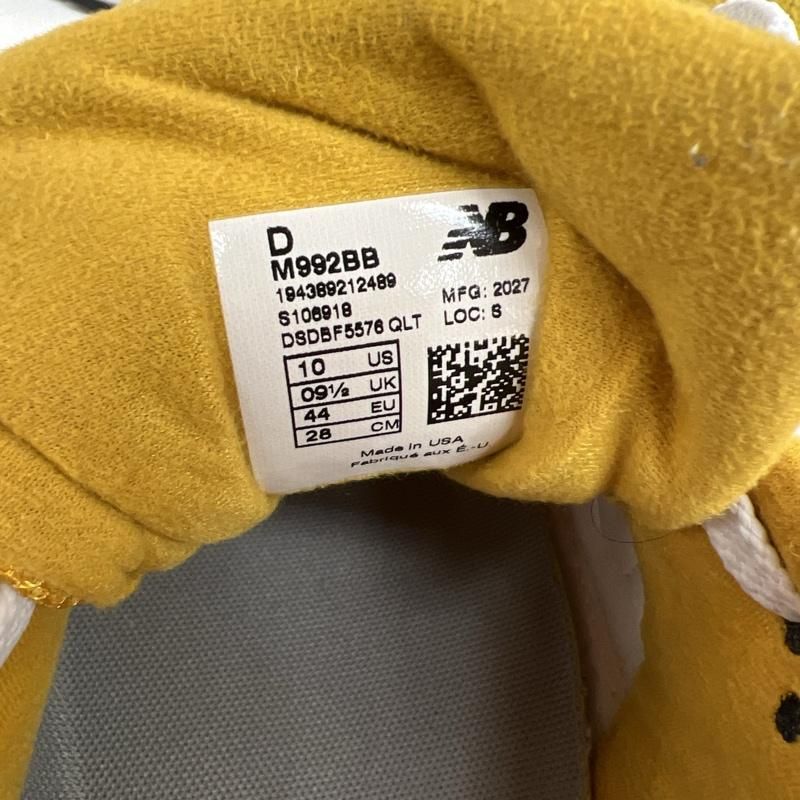 D
NB
M992BB
194389212489
S106918
MFG: 2027
DSDBF5576 QLT
LOC: S
10 US
09½ UK
44 EU
28 CM
Made in USA
Fabriqué aux É.-U.